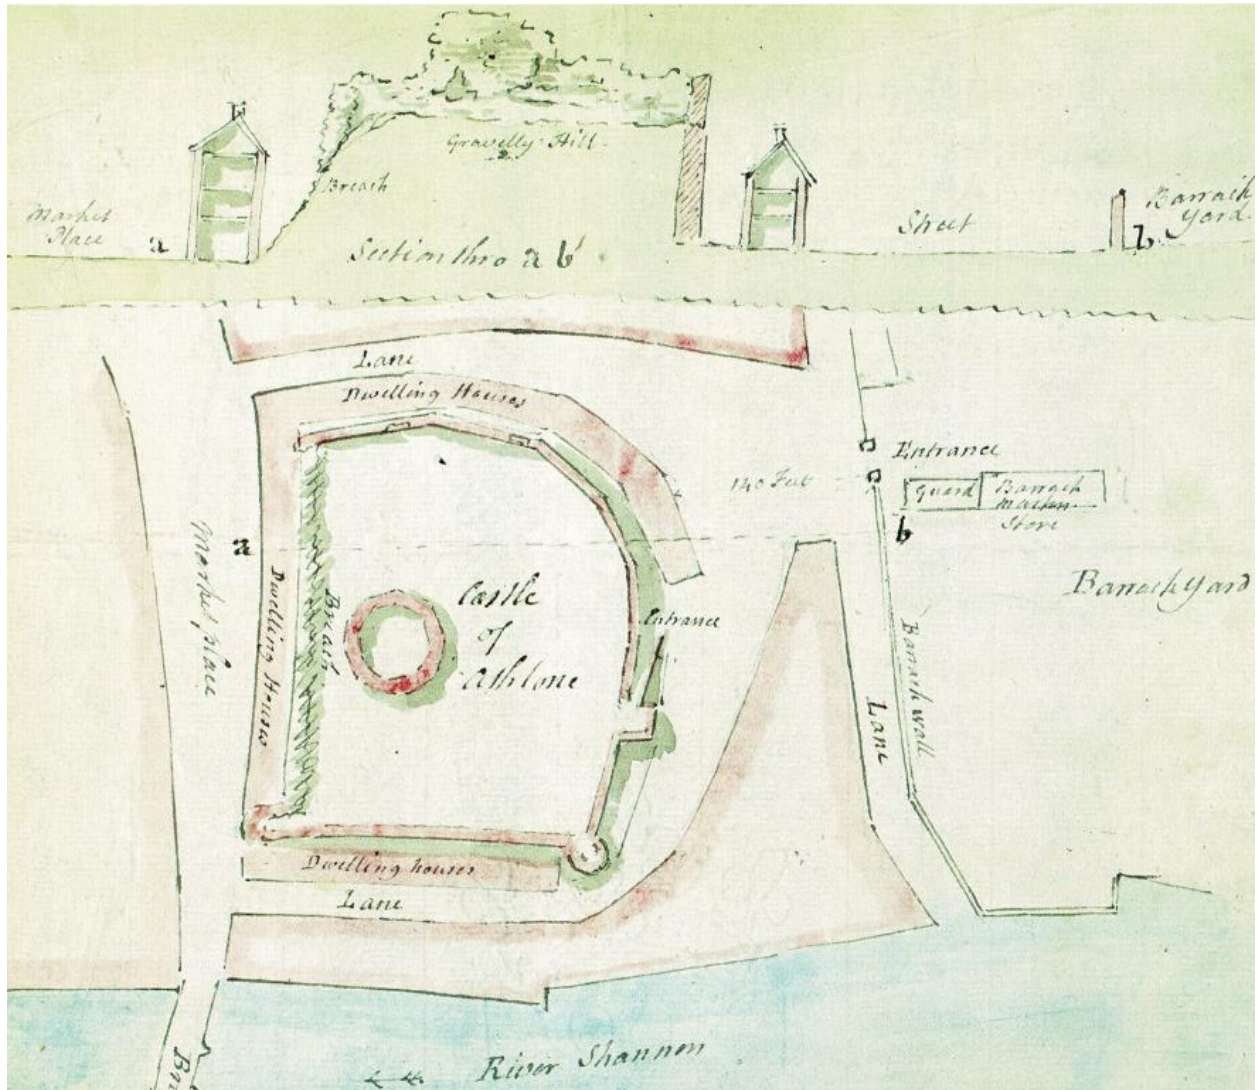 Gravelly Hill
Breach
Market
Place
a
Section thro a b
Street
Barrack
Yard
b
Lane
Dwelling Houses
Entrance
140 Feet
Guard
Barrack
Masters
Store
a
b
Market place
Dwelling Houses
Breach
Castle
of
Athlone
Entrance
Barrack Yard
Barrack wall
Lane
Dwelling houses
Lane
River Shannon